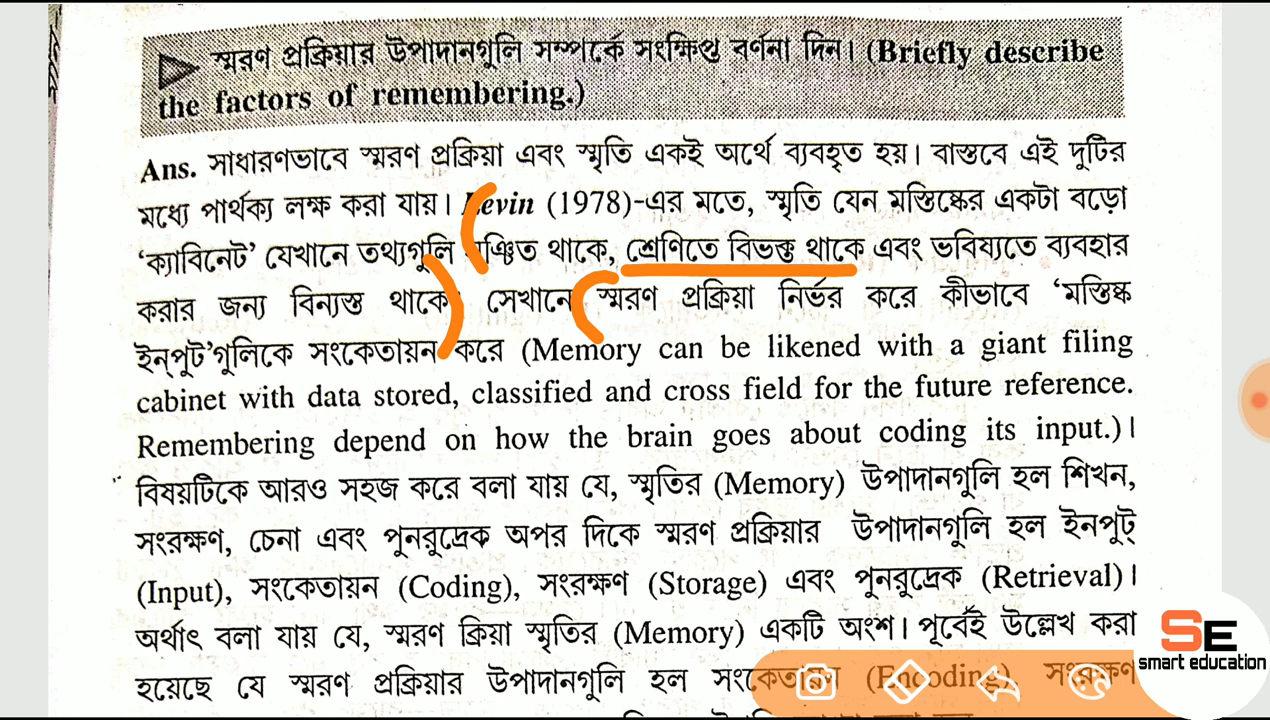 স্মরণ প্রক্রিয়ার উপাদানগুলি সম্পর্কে সংক্ষিপ্ত বর্ণনা দিন। (Briefly describe
the factors of remembering.)
Ans. সাধারণভাবে স্মরণ প্রক্রিয়া এবং স্মৃতি একই অর্থে ব্যবহৃত হয়। বাস্তবে এই দুটির
মধ্যে পার্থক্য লক্ষ করা যায়। Levin (1978)-এর মতে, স্মৃতি যেন মস্তিষ্কের একটা বড়ো
‘ক্যাবিনেট’ যেখানে তথ্যগুলি সঞ্চিত থাকে, শ্রেণিতে বিভক্ত থাকে এবং ভবিষ্যতে ব্যবহার
করার জন্য বিন্যস্ত থাকে। সেখানে স্মরণ প্রক্রিয়া নির্ভর করে কীভাবে ‘মস্তিষ্ক
ইনপুট’গুলিকে সংকেতায়ন করে (Memory can be likened with a giant filing
cabinet with data stored, classified and cross field for the future reference.
Remembering depend on how the brain goes about coding its input.)।
বিষয়টিকে আরও সহজ করে বলা যায় যে, স্মৃতির (Memory) উপাদানগুলি হল শিখন,
সংরক্ষণ, চেনা এবং পুনরুদ্রেক অপর দিকে স্মরণ প্রক্রিয়ার উপাদানগুলি হল ইনপুট্
(Input), সংকেতায়ন (Coding), সংরক্ষণ (Storage) এবং পুনরুদ্রেক (Retrieval)।
অর্থাৎ বলা যায় যে, স্মরণ ক্রিয়া স্মৃতির (Memory) একটি অংশ। পূর্বেই উল্লেখ করা
হয়েছে যে স্মরণ প্রক্রিয়ার উপাদানগুলি হল সংকেতায়ন (Encoding), সংরক্ষণ
SE
smart education